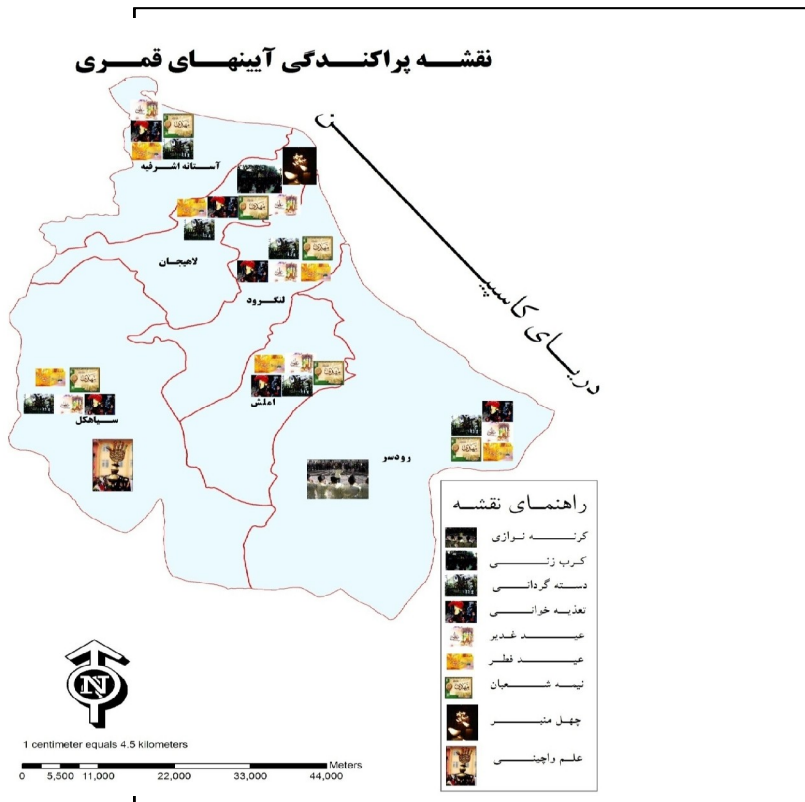 نقشه پراکندگی آیینهای قمری
آستانه اشرفیه
دریای کاسپین
لاهیجان
لنگرود
سیاهکل
املش
رودسر
راهنمای نقشه
کرنه نوازی
کرب زنی
دسته گردانی
تعذیه خوانی
عید غدیر
عید فطر
نیمه شعبان
چهل منبر
علم واچینی
N
1 centimeter equals 4.5 kilometers
Meters
0 5,500 11,000 22,000 33,000 44,000